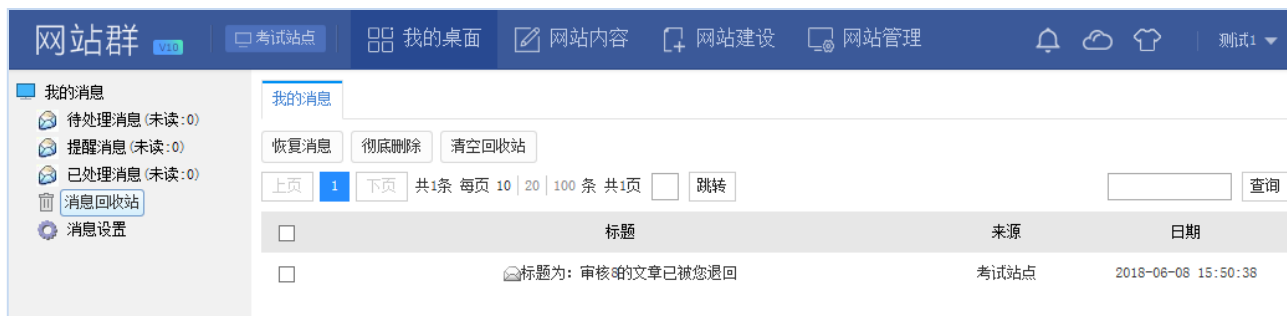 网站群 V10 考试站点 我的桌面 网站内容 网站建设 网站管理 测试1
我的消息
待处理消息(未读:0)
提醒消息(未读:0)
已处理消息(未读:0)
消息回收站
消息设置
我的消息
恢复消息 彻底删除 清空回收站
上页 1 下页 共1条 每页 10 20 100 条 共1页 跳转 查询
标题 来源 日期
标题为：审核8的文章已被您退回 考试站点 2018-06-08 15:50:38